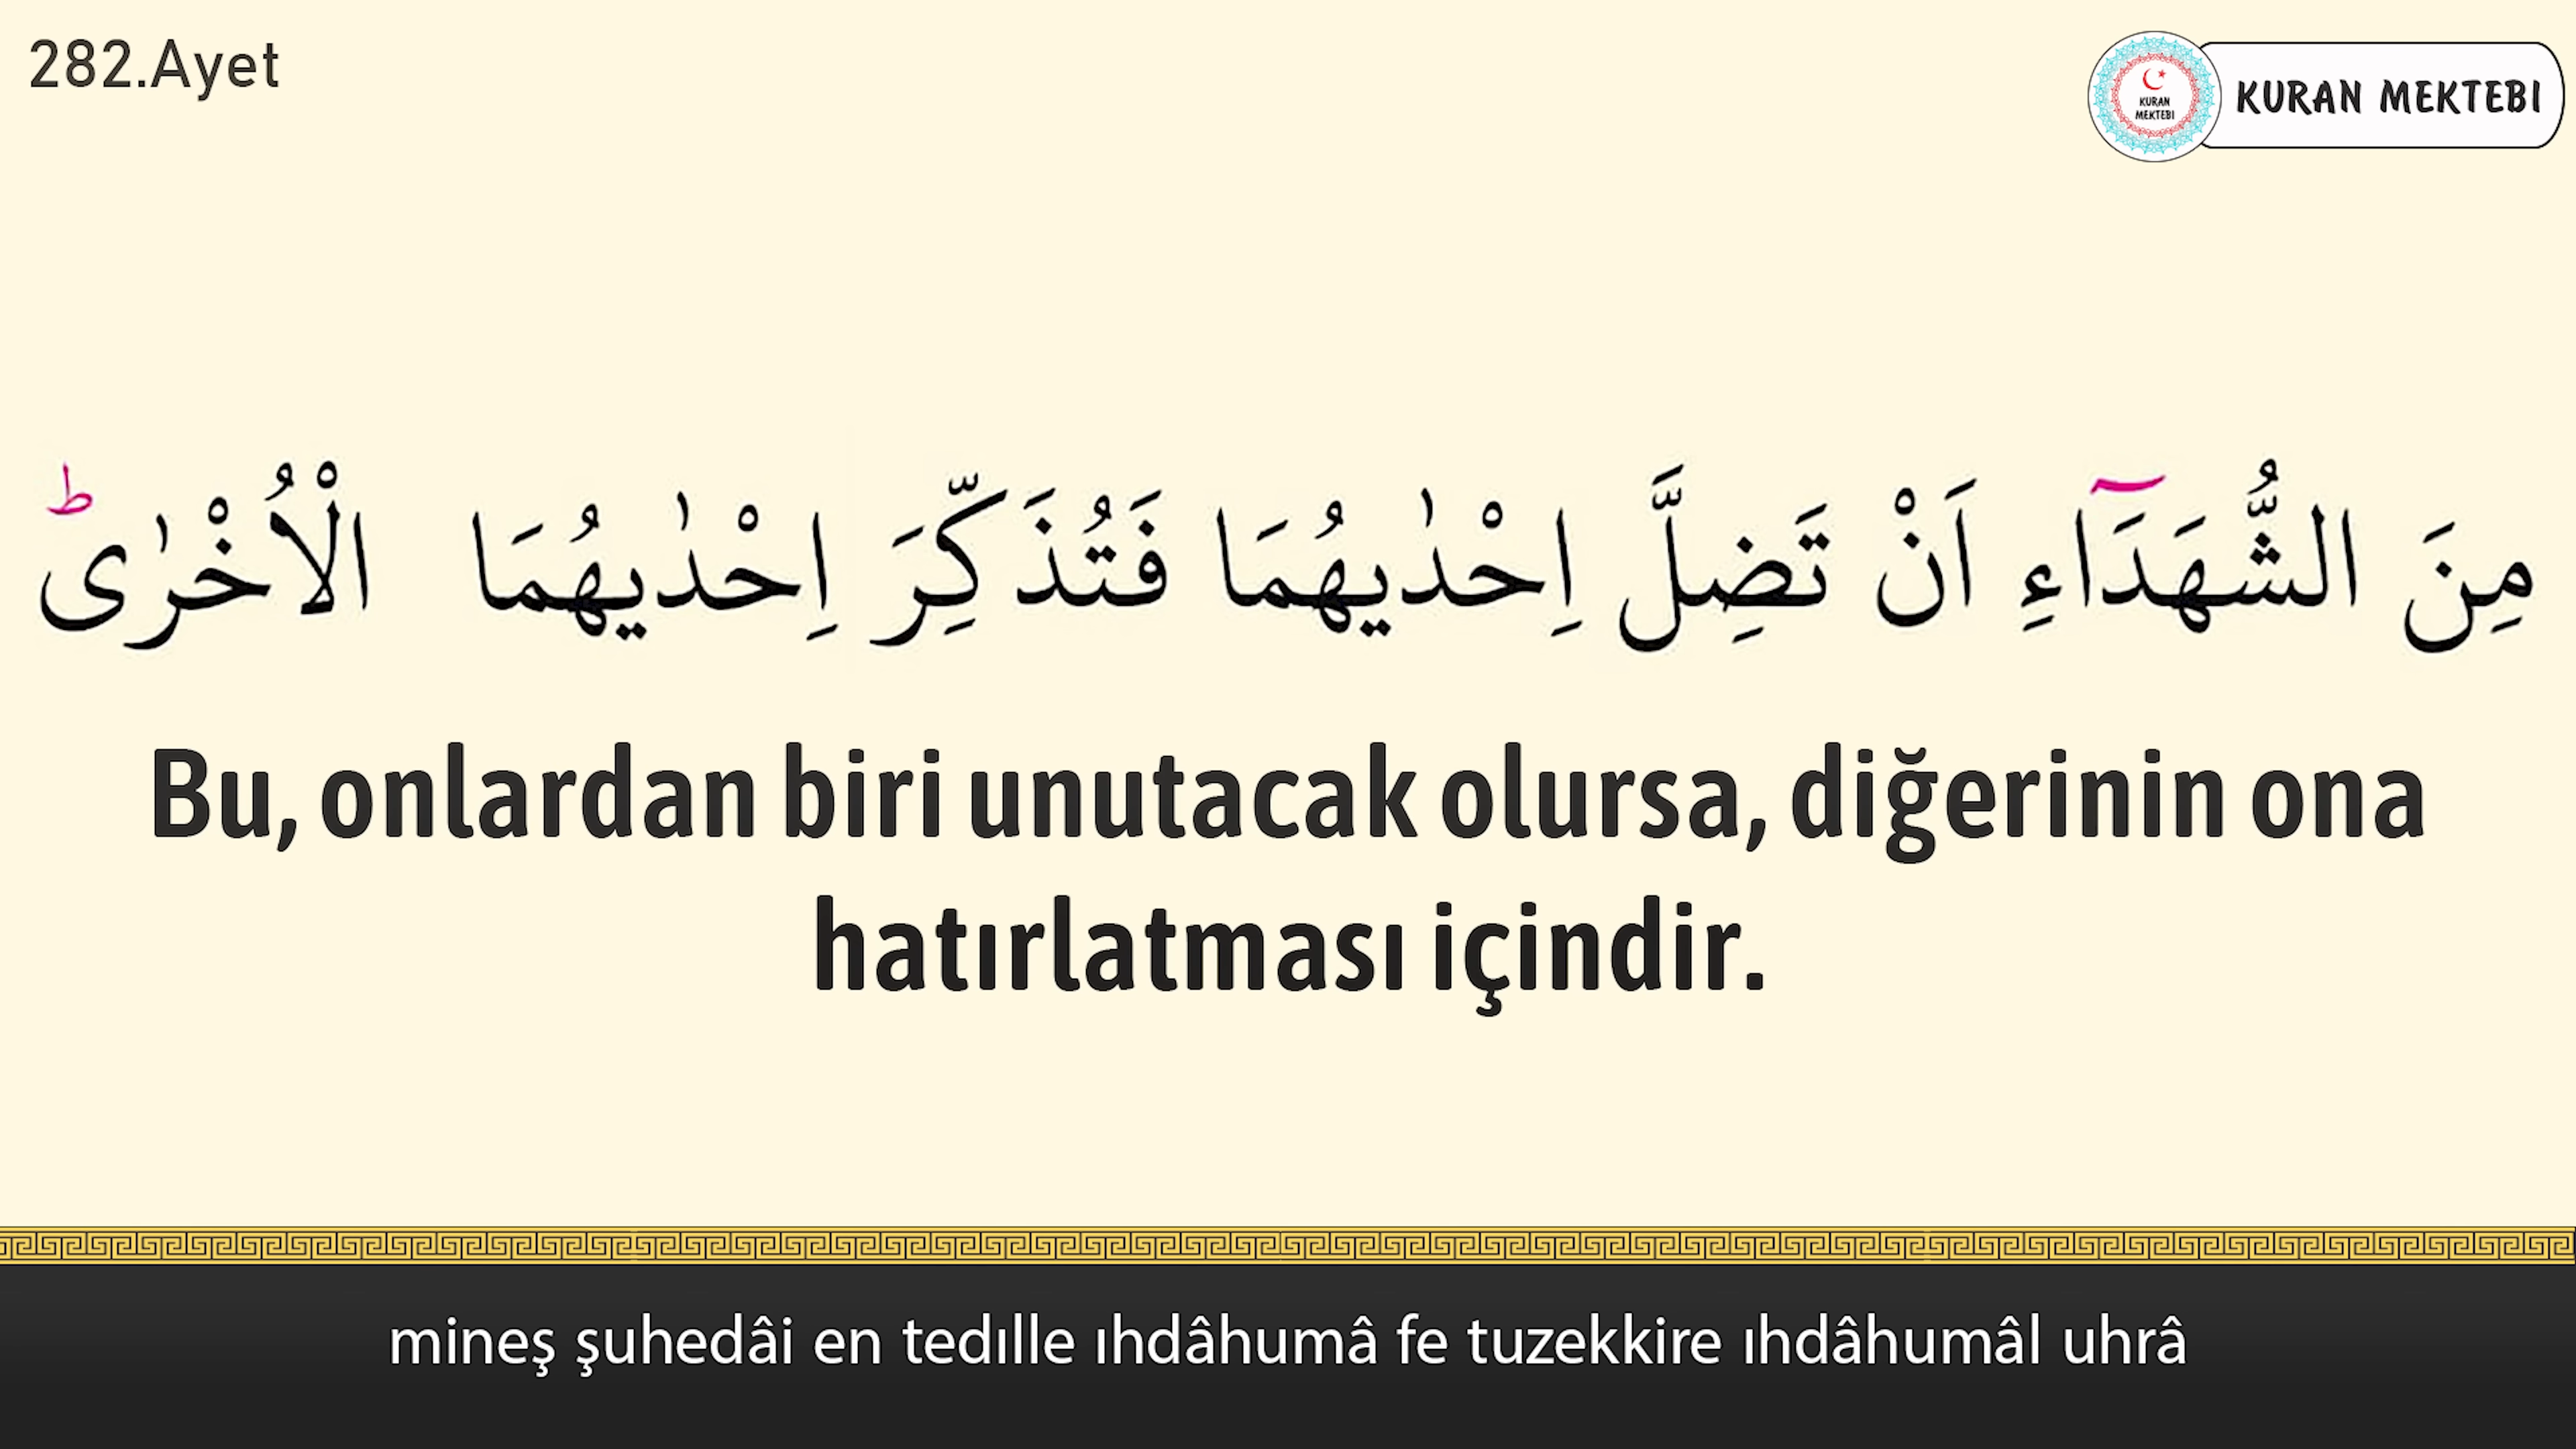 282.Ayet
KURAN
MEKTEBI
KURAN MEKTEBI
مِنَ الشُّهَدَٓاءِ اَنْ تَضِلَّ اِحْدٰيهُمَا فَتُذَكِّرَ اِحْدٰيهُمَا الْاُخْرٰىۜ
Bu, onlardan biri unutacak olursa, diğerinin ona
hatırlatması içindir.
mineş şuhedâi en tedılle ıhdâhumâ fe tuzekkire ıhdâhumâl uhrâ